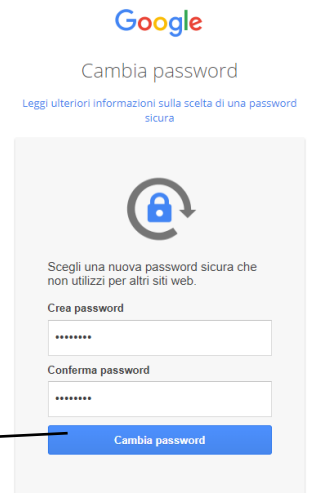 Google
Cambia password
Leggi ulteriori informazioni sulla scelta di una password
sicura
Scegli una nuova password sicura che
non utilizzi per altri siti web.
Crea password
••••••••
Conferma password
••••••••
Cambia password